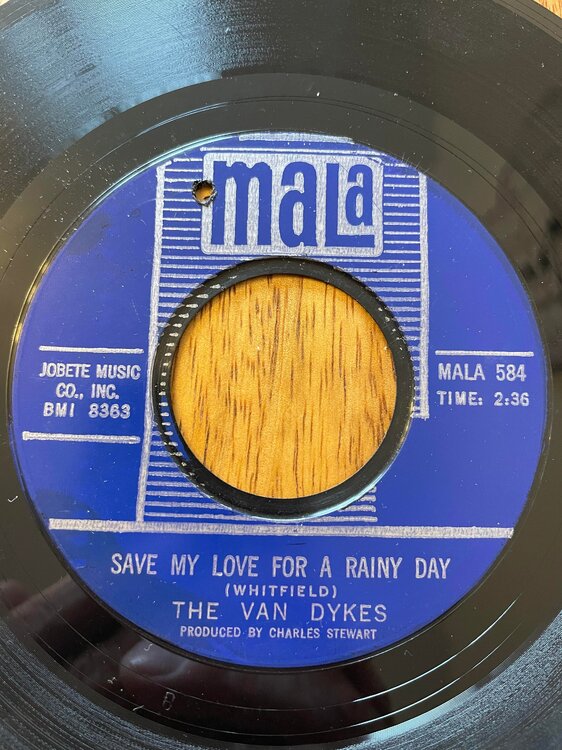 mala
JOBETE MUSIC
CO., INC.
BMI 8363
MALA 584
TIME: 2:36
SAVE MY LOVE FOR A RAINY DAY
(WHITFIELD)
THE VAN DYKES
PRODUCED BY CHARLES STEWART